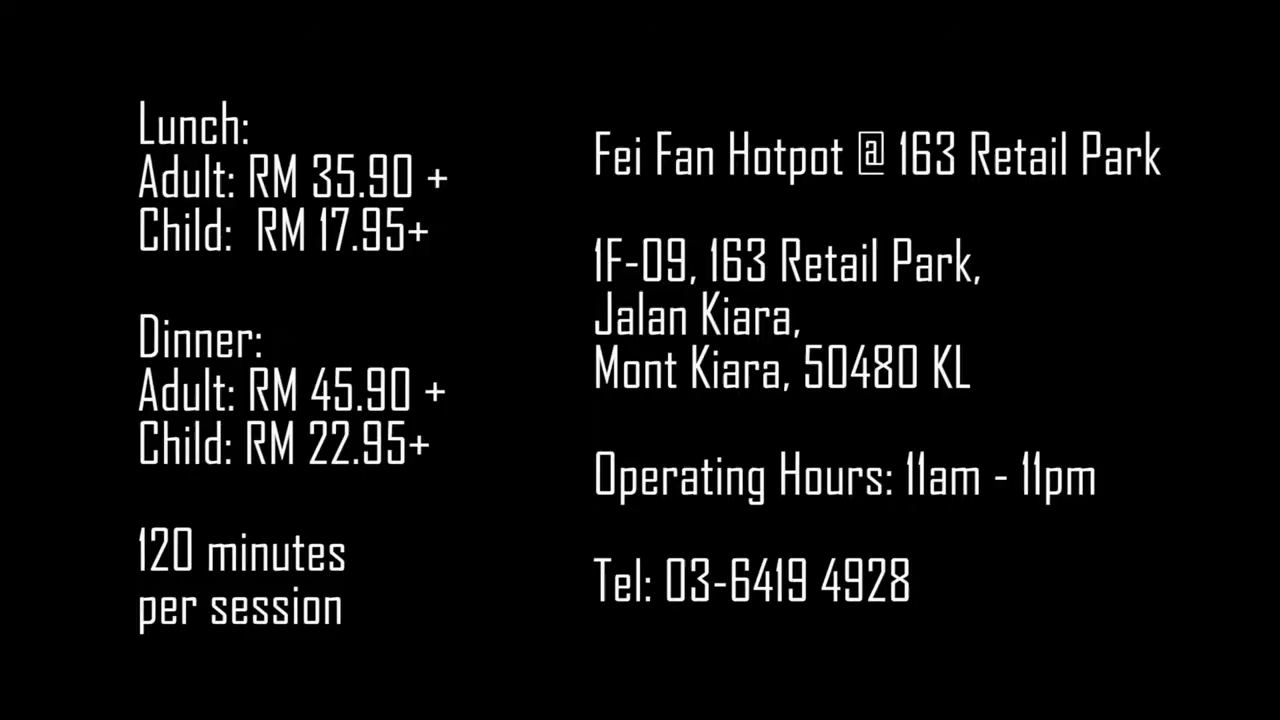 Lunch:
Adult: RM 35.90 +
Child:  RM 17.95+
Dinner:
Adult: RM 45.90 +
Child: RM 22.95+
120 minutes
per session
Fei Fan Hotpot @ 163 Retail Park
1F-09, 163 Retail Park,
Jalan Kiara,
Mont Kiara, 50480 KL
Operating Hours: 11am - 11pm
Tel: 03-6419 4928